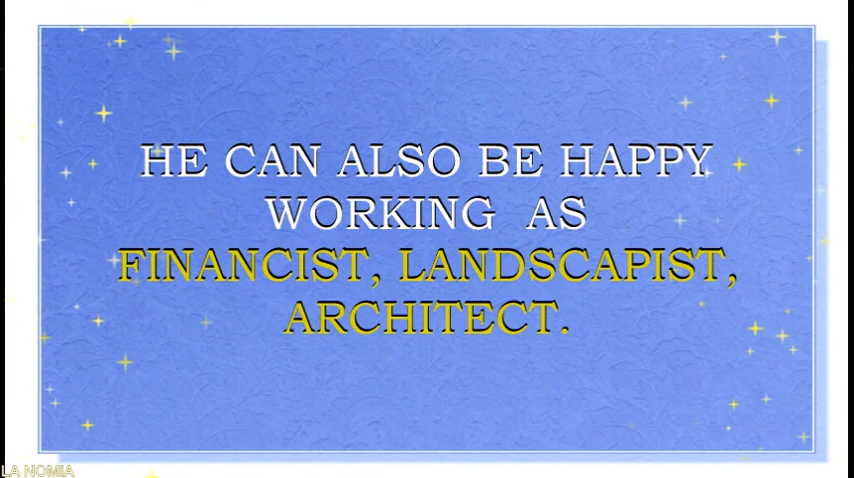 HE CAN ALSO BE HAPPY
WORKING AS
FINANCIST, LANDSCAPIST,
ARCHITECT.
LA NOMIA